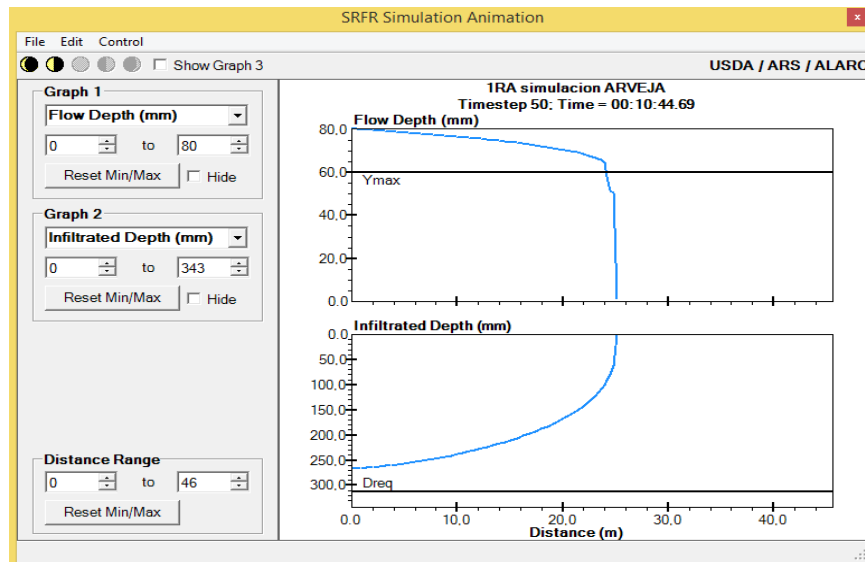 SRFR Simulation Animation
x
File Edit Control
Show Graph 3
USDA / ARS / ALARC
Graph 1
Flow Depth (mm)
0 to 80
Reset Min/Max Hide
Graph 2
Infiltrated Depth (mm)
0 to 343
Reset Min/Max Hide
Distance Range
0 to 46
Reset Min/Max
1RA simulacion ARVEJA
Timestep 50; Time = 00:10:44.69
Flow Depth (mm)
80.0
60.0
Ymax
40.0
20.0
0.0
Infiltrated Depth (mm)
0.0
50.0
100.0
150.0
200.0
250.0
300.0
Dreq
0.0 10.0 20.0 30.0 40.0
Distance (m)